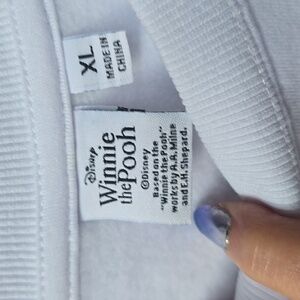 XL
MADE IN
CHINA
Disney
Winnie
the Pooh
©Disney
Based on the
"Winnie the Pooh"
works by A.A. Milne
and E.H. Shepard.